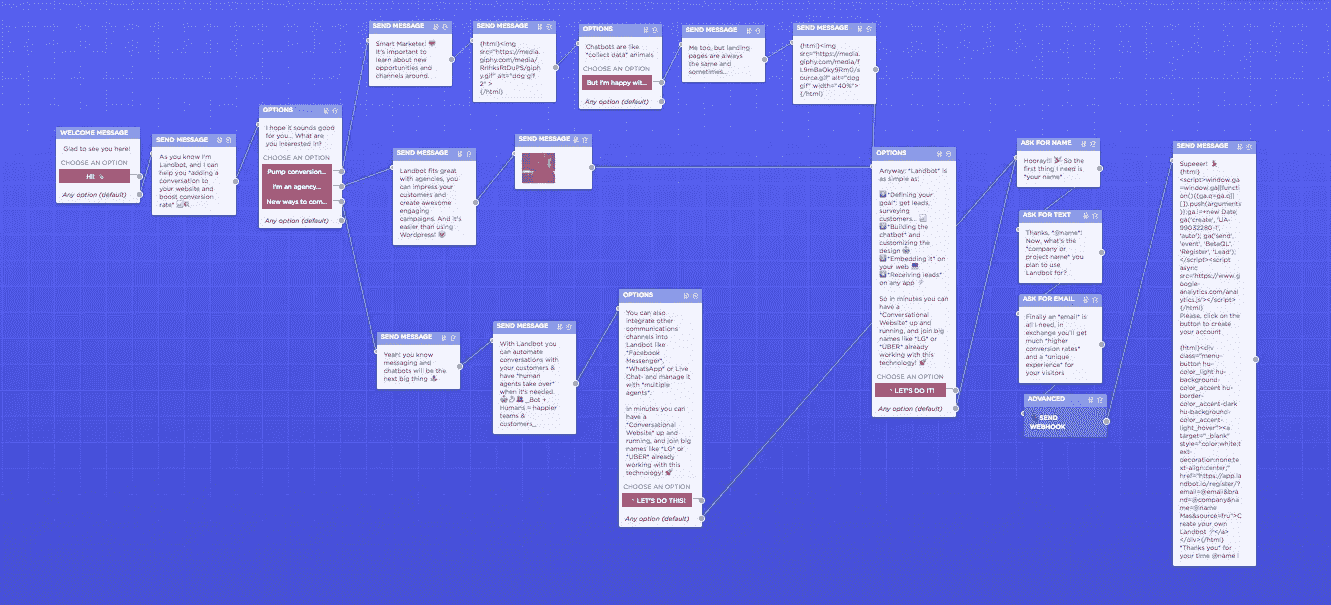 WELCOME MESSAGE
Glad to see you here!
CHOOSE AN OPTION
Hi!
Any option (default)
SEND MESSAGE
As you know I'm
Landbot, and I can
help you *adding a
conversation to
your website and
boost conversion
rate*
OPTIONS
I hope it sounds good
for you... What are
you interested in?
CHOOSE AN OPTION
Pump conversion...
I'm an agency...
New ways to com...
Any option (default)
SEND MESSAGE
Smart Marketer!
It's important to
learn about new
opportunities and
channels around.
SEND MESSAGE
{html}<img
src="https://media.
giphy.com/media/
RrihksRtDuPS/giph
y.gif" alt="dog gif
2" >
{/html}
OPTIONS
Chatbots are like
*collect data* animals
CHOOSE AN OPTION
But I'm happy wit...
Any option (default)
SEND MESSAGE
Me too, but landing
pages are always
the same and
sometimes...
SEND MESSAGE
{html}<img
src="https://media.
giphy.com/media/f
source.gif" alt="dog
gif" width="40%">
{/html}
SEND MESSAGE
Landbot fits great
with agencies, you
can impress your
customers and
create awesome
engaging
campaigns. And it's
easier than using
Wordpress!
SEND MESSAGE
SEND MESSAGE
Yeah! you know
messaging and
chatbots will be the
next big thing
SEND MESSAGE
With Landbot you
can automate
conversations with
your customers &
have *human
agents take over*
when it's needed.
_Bot +
Humans = happier
teams &
customers_
OPTIONS
You can also
integrate other
communications
channels into
Landbot like
*Facebook
Messenger*,
*WhatsApp* or Live
Chat- and manage it
with *multiple
agents*.
In minutes you can
have a
*Conversational
Website* up and
running, and join big
names like *LG* or
*UBER* already
working with this
technology!
CHOOSE AN OPTION
LET'S DO THIS!
Any option (default)
OPTIONS
Anyway: *Landbot* is
as simple as:
*Defining your
goal*: get leads,
surveying
customers...
*Building the
chatbot* and
customizing the
design
*Embedding it* on
your web
*Receiving leads*
on any app
So in minutes you can
have a
*Conversational
Website* up and
running, and join big
names like *LG* or
*UBER* already
working with this
technology!
CHOOSE AN OPTION
LET'S DO IT!
Any option (default)
ASK FOR NAME
Hooray!! So the
first thing I need is
*your name*
ASK FOR TEXT
Thanks, *@name*!
Now, what's the
*company or
project name* you
plan to use
Landbot for?
ASK FOR EMAIL
Finally an *email* is
all I need, in
exchange you'll get
much *higher
conversion rates*
and a *unique
experience* for
your visitors
ADVANCED
SEND
WEBHOOK
SEND MESSAGE
Supeeer!
{html}
<script>window.ga
=window.ga||functi
on(){(ga.q=ga.q||
[]).push(arguments
)};ga.l=+new Date;
ga('create', 'UA-
99032280-1',
'auto'); ga('send',
'event', 'BetaQL',
'Register', 'Lead');
</script><script
async
src='https://www.g
oogle-
analytics.com/anal
ytics.js'></script>
{/html}
Please, click on the
button to create
your account
{html}<div
class="menu-
button hu-
color_light hu-
background-
color_accent hu-
border-
color_accent-dark
hu-background-
color_accent-
light_hover"><a
target="_blank"
style="color:white;t
ext-
decoration:none;te
xt-align:center;"
href="https://app.la
ndbot.io/register/?
email=@email&bra
nd=@company&na
me=@name
Mas&source=fru">C
reate your own
Landbot </a>
</div>{/html}
*Thanks you* for
your time @name !